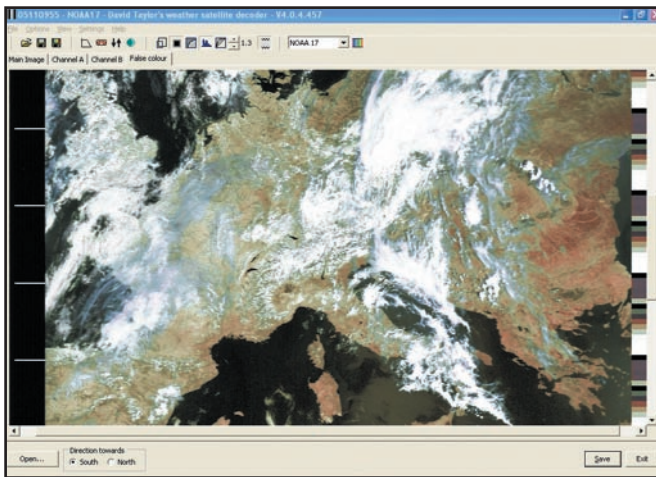 05110955 - NOAA17 - David Taylor's weather satellite decoder - V4.0.4.457
File Options View Settings Help
1.3 NOAA 17
Main Image Channel A Channel B False colour
Open... Direction towards South North Save Exit